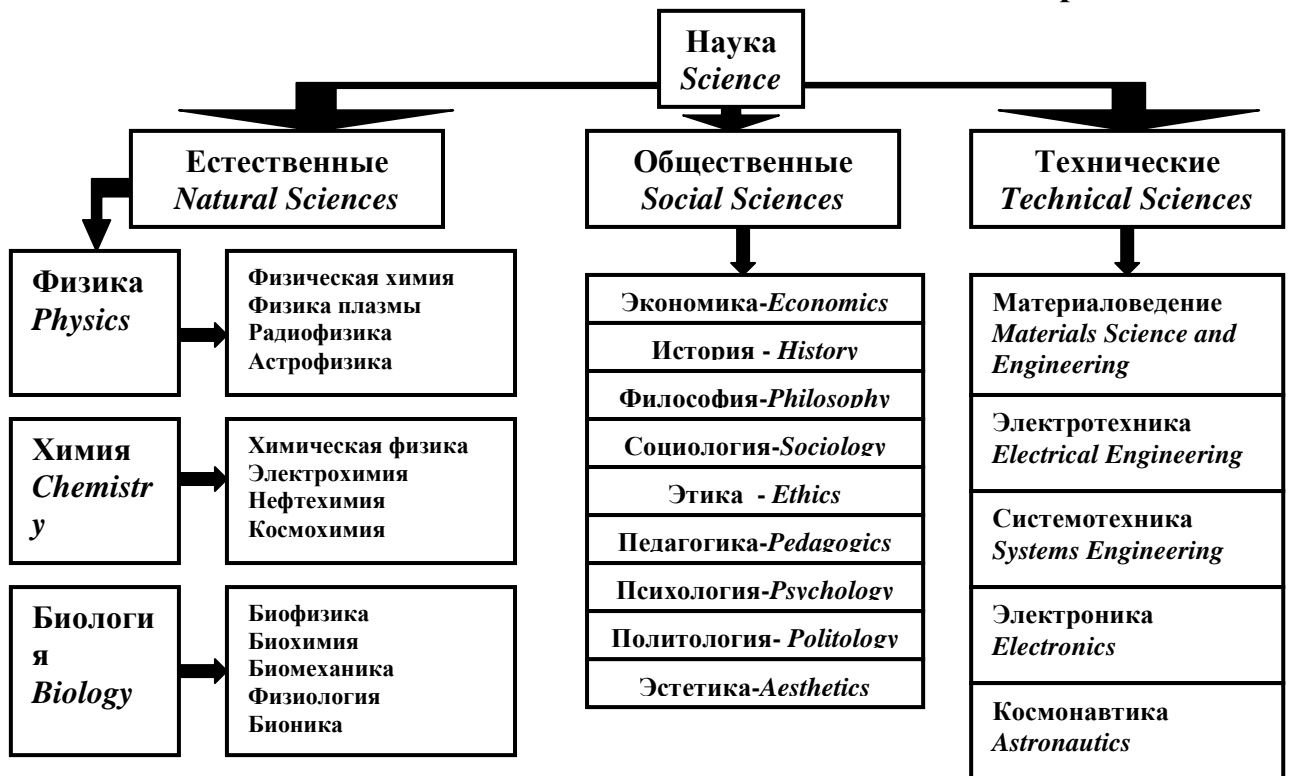 Наука
Science
Естественные
Natural Sciences
Общественные
Social Sciences
Технические
Technical Sciences
Физика
Physics
Физическая химия
Физика плазмы
Радиофизика
Астрофизика
Химия
Chemistr
y
Химическая физика
Электрохимия
Нефтехимия
Космохимия
Биологи
я
Biology
Биофизика
Биохимия
Биомеханика
Физиология
Бионика
Экономика-Economics
История - History
Философия-Philosophy
Социология-Sociology
Этика - Ethics
Педагогика-Pedagogics
Психология-Psychology
Политология- Politology
Эстетика-Aesthetics
Материаловедение
Materials Science and
Engineering
Электротехника
Electrical Engineering
Системотехника
Systems Engineering
Электроника
Electronics
Космонавтика
Astronautics